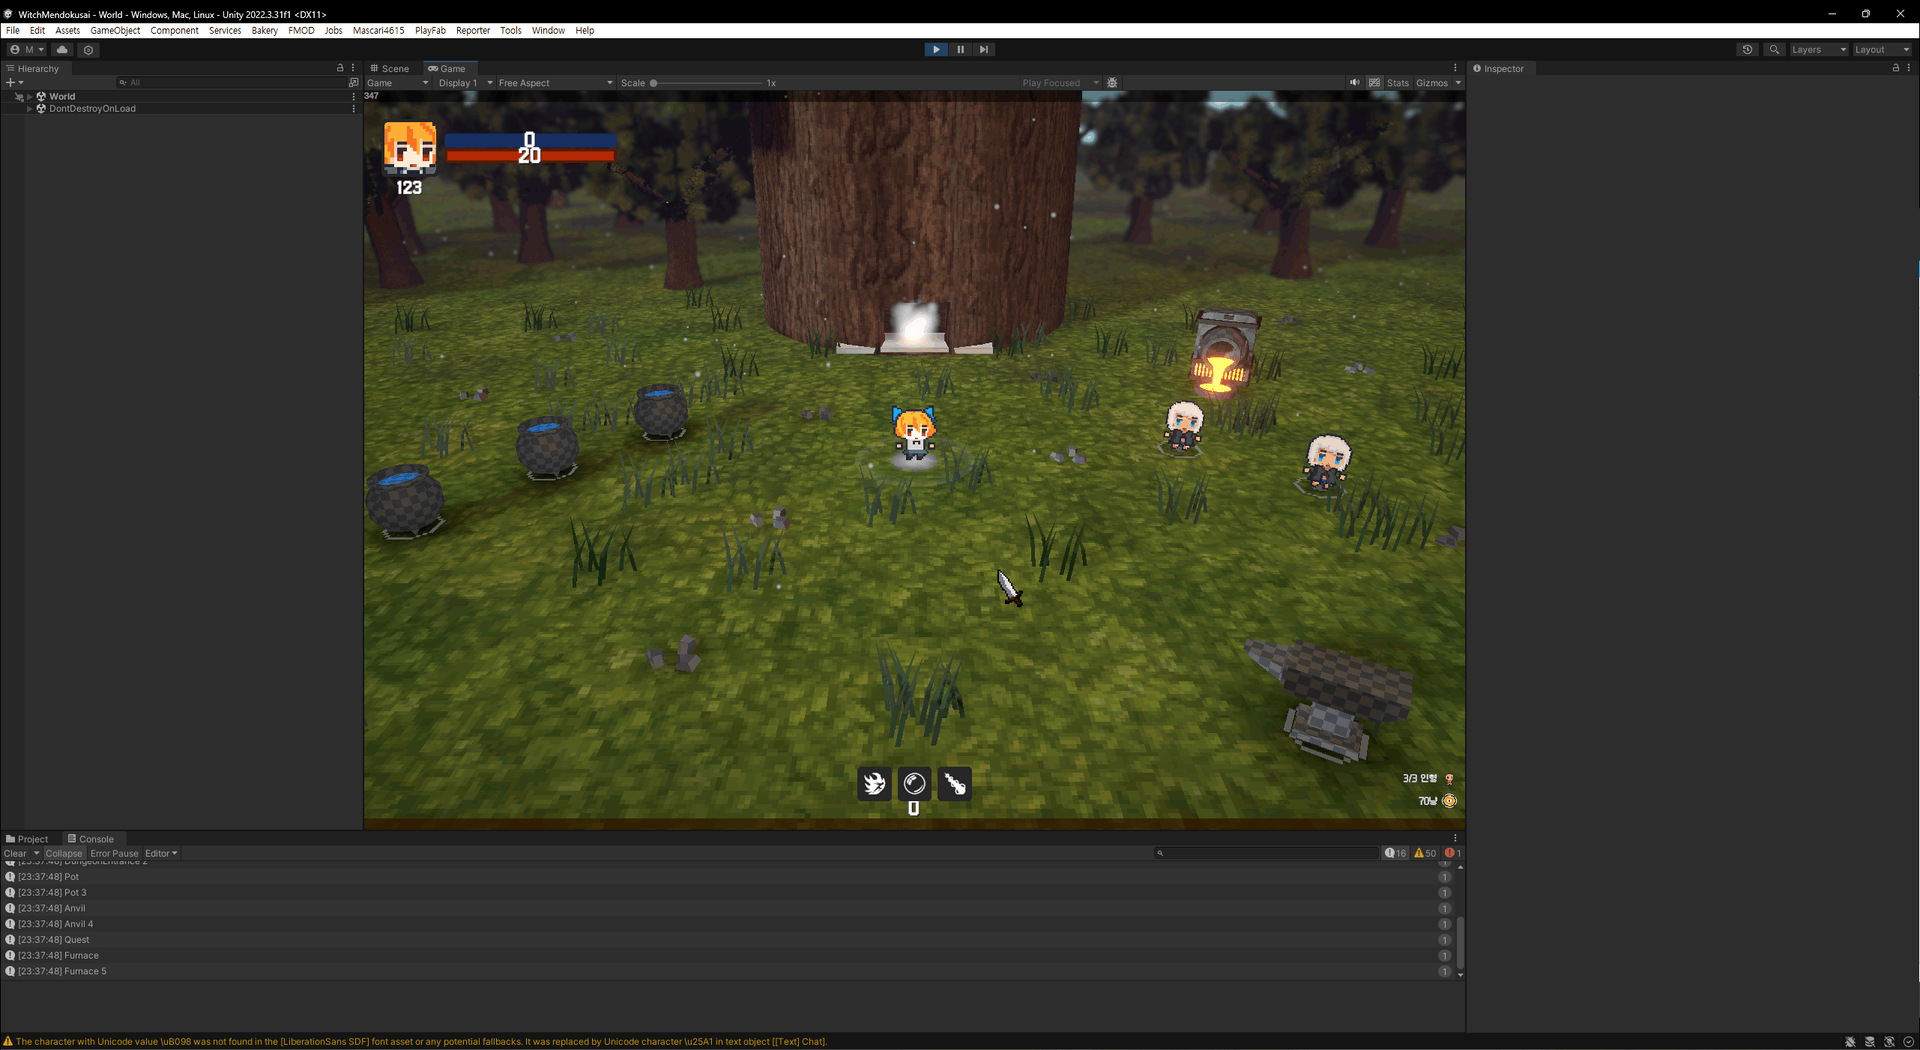 WitchMendokusai - World - Windows, Mac, Linux - Unity 2022.3.31f1 <DX11>
File Edit Assets GameObject Component Services Bakery FMOD Jobs Mascari4615 PlayFab Reporter Tools Window Help
M
Layers Layout
Hierarchy
Scene Game
Inspector
All
Game Display 1 Free Aspect Scale 1x Play Focused Stats Gizmos
World
DontDestroyOnLoad
347
0
20
123
3/3 인형
70닢
0
Project Console
Clear Collapse Error Pause Editor 16 50 1
[23:37:48] DungeonEntrance 2
[23:37:48] Pot 1
[23:37:48] Pot 3 1
[23:37:48] Anvil 1
[23:37:48] Anvil 4 1
[23:37:48] Quest 1
[23:37:48] Furnace 1
[23:37:48] Furnace 5 1
The character with Unicode value \uB098 was not found in the [LiberationSans SDF] font asset or any potential fallbacks. It was replaced by Unicode character \u25A1 in text object [[Text] Chat].